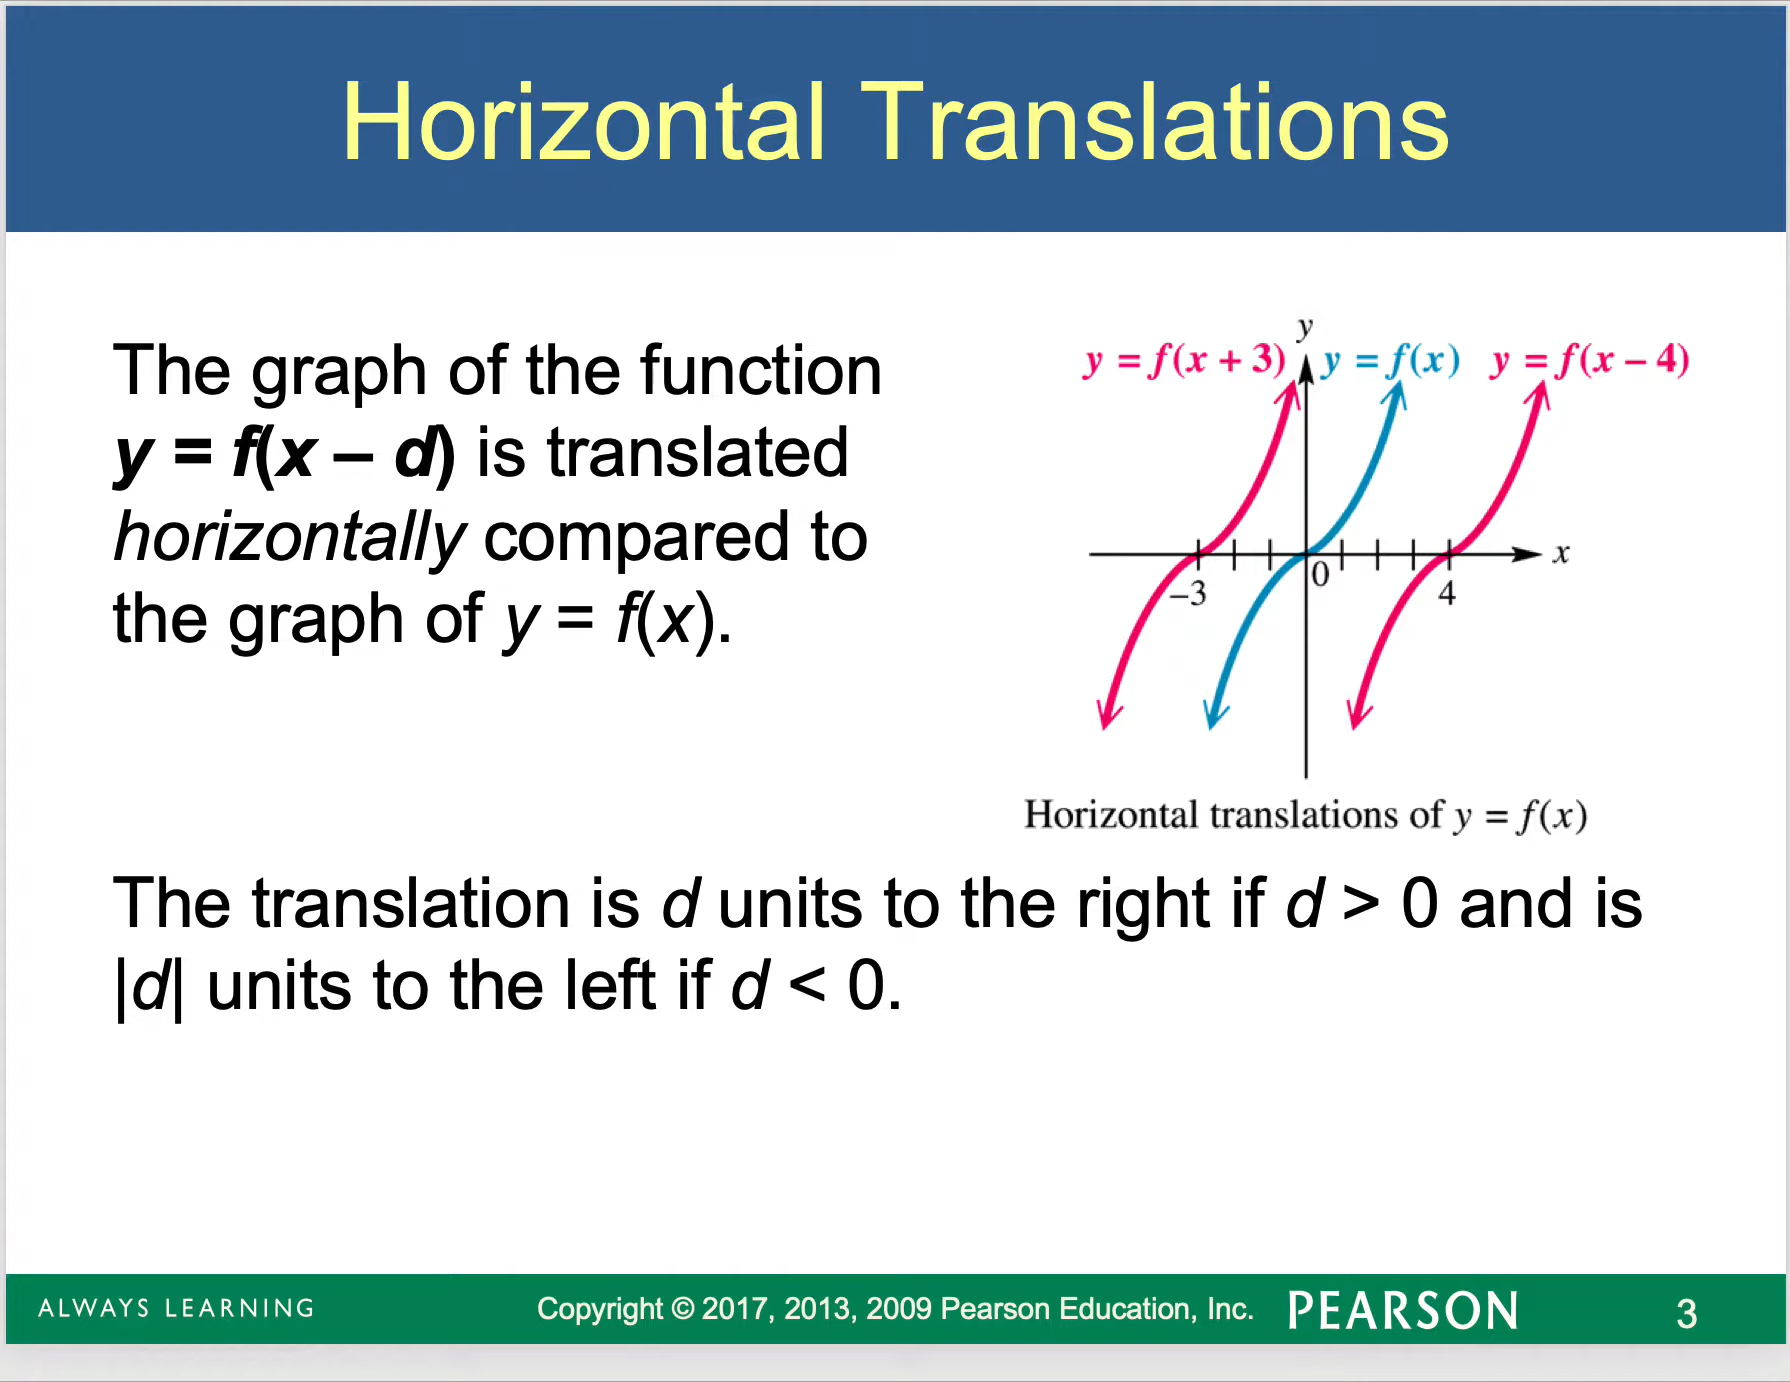 Horizontal Translations
The graph of the function
y = f(x – d) is translated
horizontally compared to
the graph of y = f(x).
y
y = f(x + 3) y = f(x) y = f(x – 4)
x
–3 0 4
Horizontal translations of y = f(x)
The translation is d units to the right if d > 0 and is
|d| units to the left if d < 0.
ALWAYS LEARNING Copyright © 2017, 2013, 2009 Pearson Education, Inc. PEARSON 3